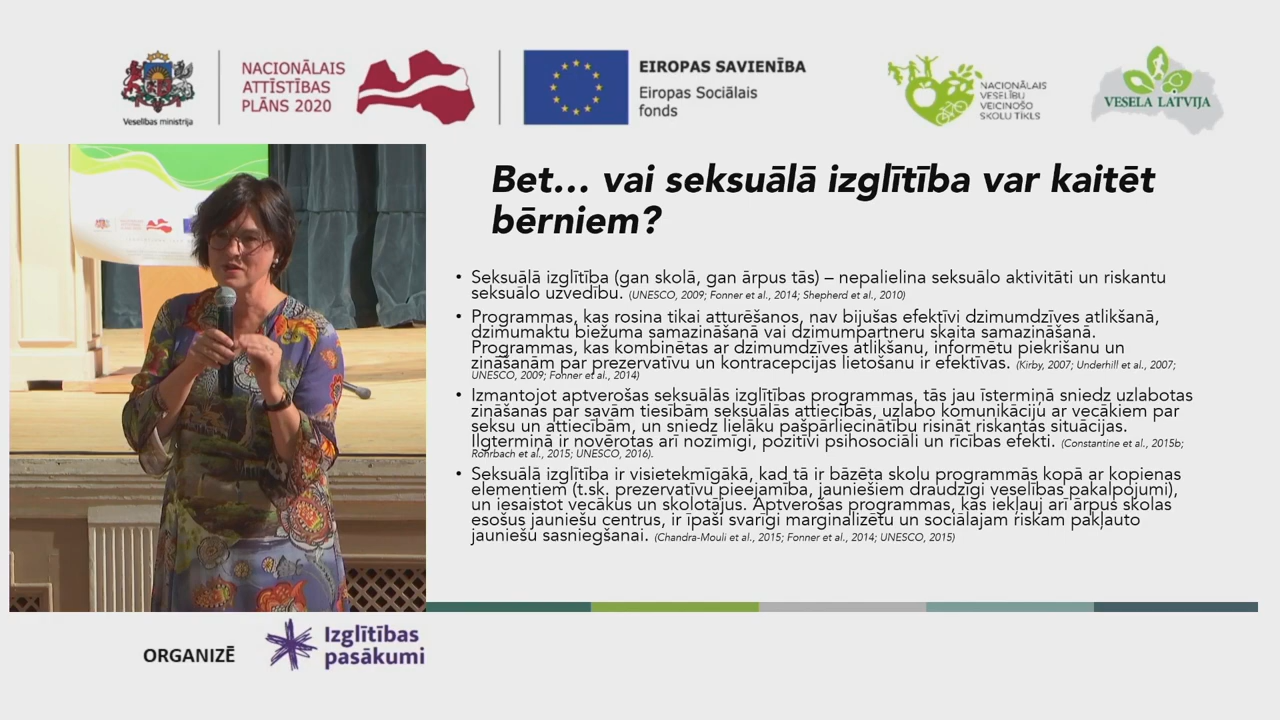 Veselības ministrija
NACIONĀLAIS
ATTĪSTĪBAS
PLĀNS 2020
EIROPAS SAVIENĪBA
Eiropas Sociālais
fonds
NACIONĀLAIS
VESELĪBU
VEICINOŠO
SKOLU TĪKLS
VESELA LATVIJA
Bet... vai seksuālā izglītība var kaitēt
bērniem?
• Seksuālā izglītība (gan skolā, gan ārpus tās) – nepalielina seksuālo aktivitāti un riskantu
seksuālo uzvedību. (UNESCO, 2009; Fonner et al., 2014; Shepherd et al., 2010)
• Programmas, kas rosina tikai atturēšanos, nav bijušas efektīvi dzimumdzīves atlikšanā,
dzimumaktu biežuma samazināšanā vai dzimumpartneru skaita samazināšanā.
Programmas, kas kombinētas ar dzimumdzīves atlikšanu, informētu piekrišanu un
zināšanām par prezervatīvu un kontracepcijas lietošanu ir efektīvas. (Kirby, 2007; Underhill et al., 2007;
UNESCO, 2009; Fonner et al., 2014)
• Izmantojot aptverošas seksuālās izglītības programmas, tās jau īstermiņā sniedz uzlabotas
zināšanas par savām tiesībām seksuālās attiecībās, uzlabo komunikāciju ar vecākiem par
seksu un attiecībām, un sniedz lielāku pašpārliecinātību risināt riskantās situācijas.
Ilgtermiņā ir novērotas arī nozīmīgi, pozitīvi psihosociāli un rīcības efekti. (Constantine et al., 2015b;
Rohrbach et al., 2015; UNESCO, 2016).
• Seksuālā izglītība ir visietekmīgākā, kad tā ir bāzēta skolu programmās kopā ar kopienas
elementiem (t.sk. prezervatīvu pieejamība, jauniešiem draudzīgi veselības pakalpojumi),
un iesaistot vecākus un skolotājus. Aptverošas programmas, kas iekļauj arī ārpus skolas
esošus jauniešu centrus, ir īpaši svarīgi marginalizētu un sociālajam riskam pakļauto
jauniešu sasniegšanai. (Chandra-Mouli et al., 2015; Fonner et al., 2014; UNESCO, 2015)
ORGANIZĒ
Izglītības
pasākumi